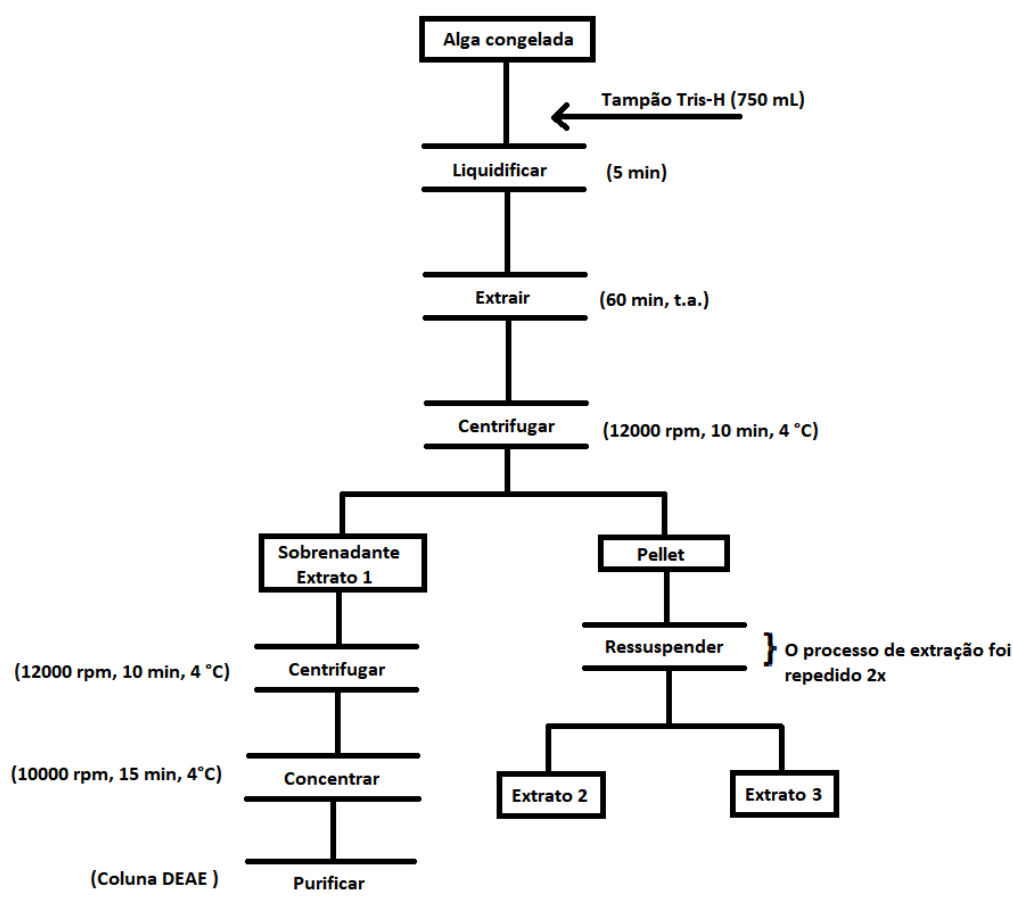 Alga congelada
Tampão Tris-H (750 mL)
Liquidificar
(5 min)
Extrair
(60 min, t.a.)
Centrifugar
(12000 rpm, 10 min, 4 °C)
Sobrenadante
Extrato 1
Pellet
Ressuspender
} O processo de extração foi
repedido 2x
(12000 rpm, 10 min, 4 °C)
Centrifugar
(10000 rpm, 15 min, 4°C)
Concentrar
Extrato 2
Extrato 3
(Coluna DEAE )
Purificar